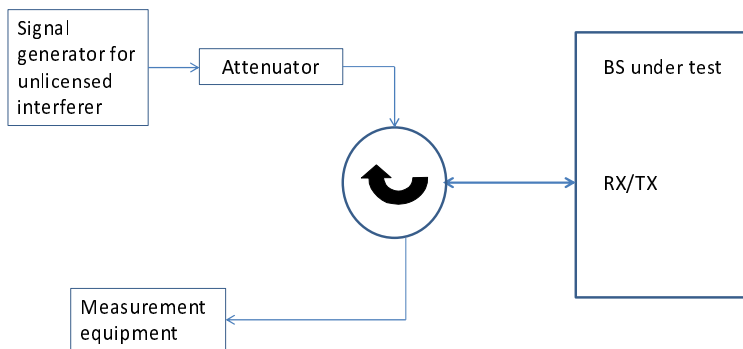 Signal
generator for
unlicensed
interferer
Attenuator
BS under test
RX/TX
Measurement
equipment